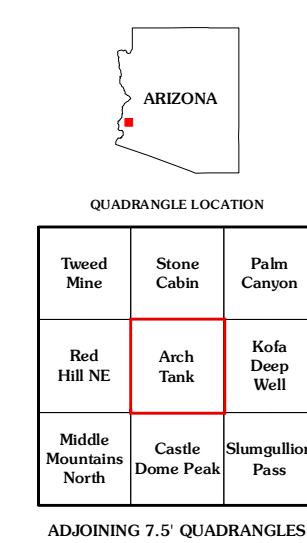 ARIZONA
QUADRANGLE LOCATION
Tweed
Mine
Stone
Cabin
Palm
Canyon
Red
Hill NE
Arch
Tank
Kofa
Deep
Well
Middle
Mountains
North
Castle
Dome Peak
Slumgullion
Pass
ADJOINING 7.5' QUADRANGLES